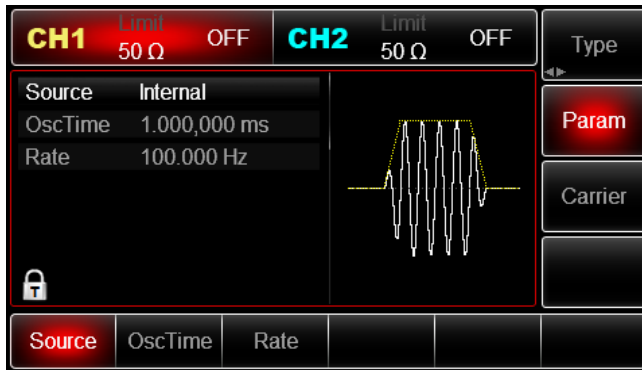 CH1 Limit 50 Ω OFF CH2 Limit 50 Ω OFF Type
Source Internal
OscTime 1.000,000 ms
Rate 100.000 Hz
Param
Carrier
T
Source OscTime Rate